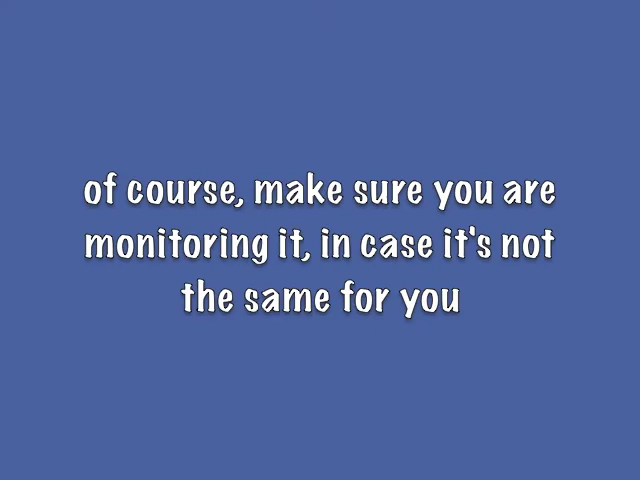 of course, make sure you are
monitoring it, in case it's not
the same for you